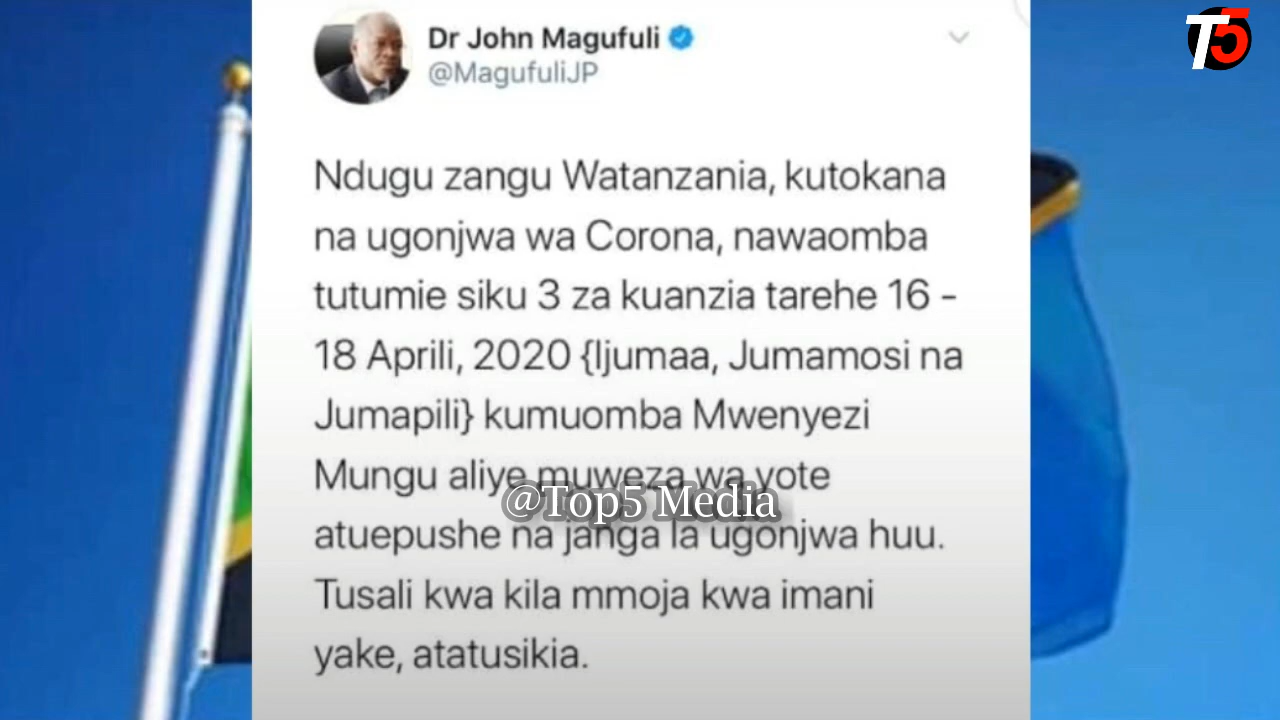 T5
Dr John Magufuli
@MagufuliJP
Ndugu zangu Watanzania, kutokana
na ugonjwa wa Corona, nawaomba
tutumie siku 3 za kuanzia tarehe 16 -
18 Aprili, 2020 {Ijumaa, Jumamosi na
Jumapili} kumuomba Mwenyezi
Mungu aliye muweza wa yote
@Top5 Media
atuepushe na janga la ugonjwa huu.
Tusali kwa kila mmoja kwa imani
yake, atatusikia.